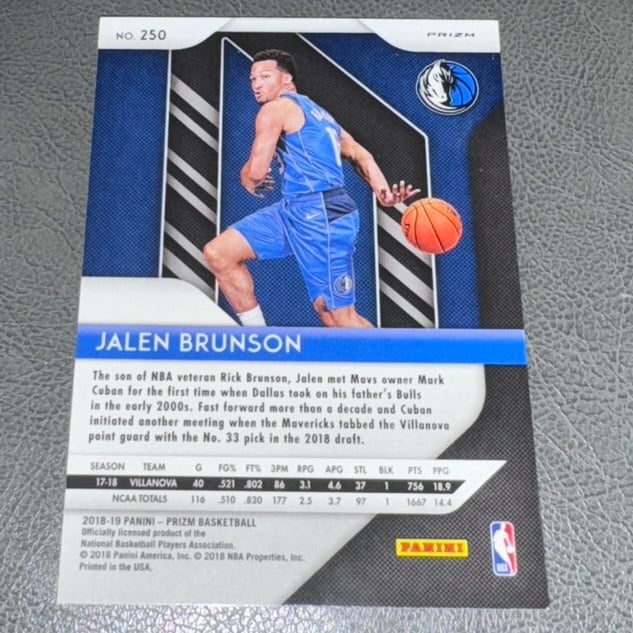 NO. 250
PRIZM
JALEN BRUNSON
The son of NBA veteran Rick Brunson, Jalen met Mavs owner Mark
Cuban for the first time when Dallas took on his father's Bulls
in the early 2000s. Fast forward more than a decade and Cuban
initiated another meeting when the Mavericks tabbed the Villanova
point guard with the No. 33 pick in the 2018 draft.
SEASON TEAM G FG% FT% 3PM RPG APG STL BLK PTS PPG
17-18 VILLANOVA 40 .521 .802 86 3.1 4.6 37 1 756 18.9
NCAA TOTALS 116 .510 .820 177 2.5 3.7 97 1 1667 14.4
2018-19 PANINI – PRIZM BASKETBALL
Officially licensed product of the
National Basketball Players Association.
© 2018 Panini America, Inc. © 2018 NBA Properties, Inc.
Printed in the USA.
PANINI